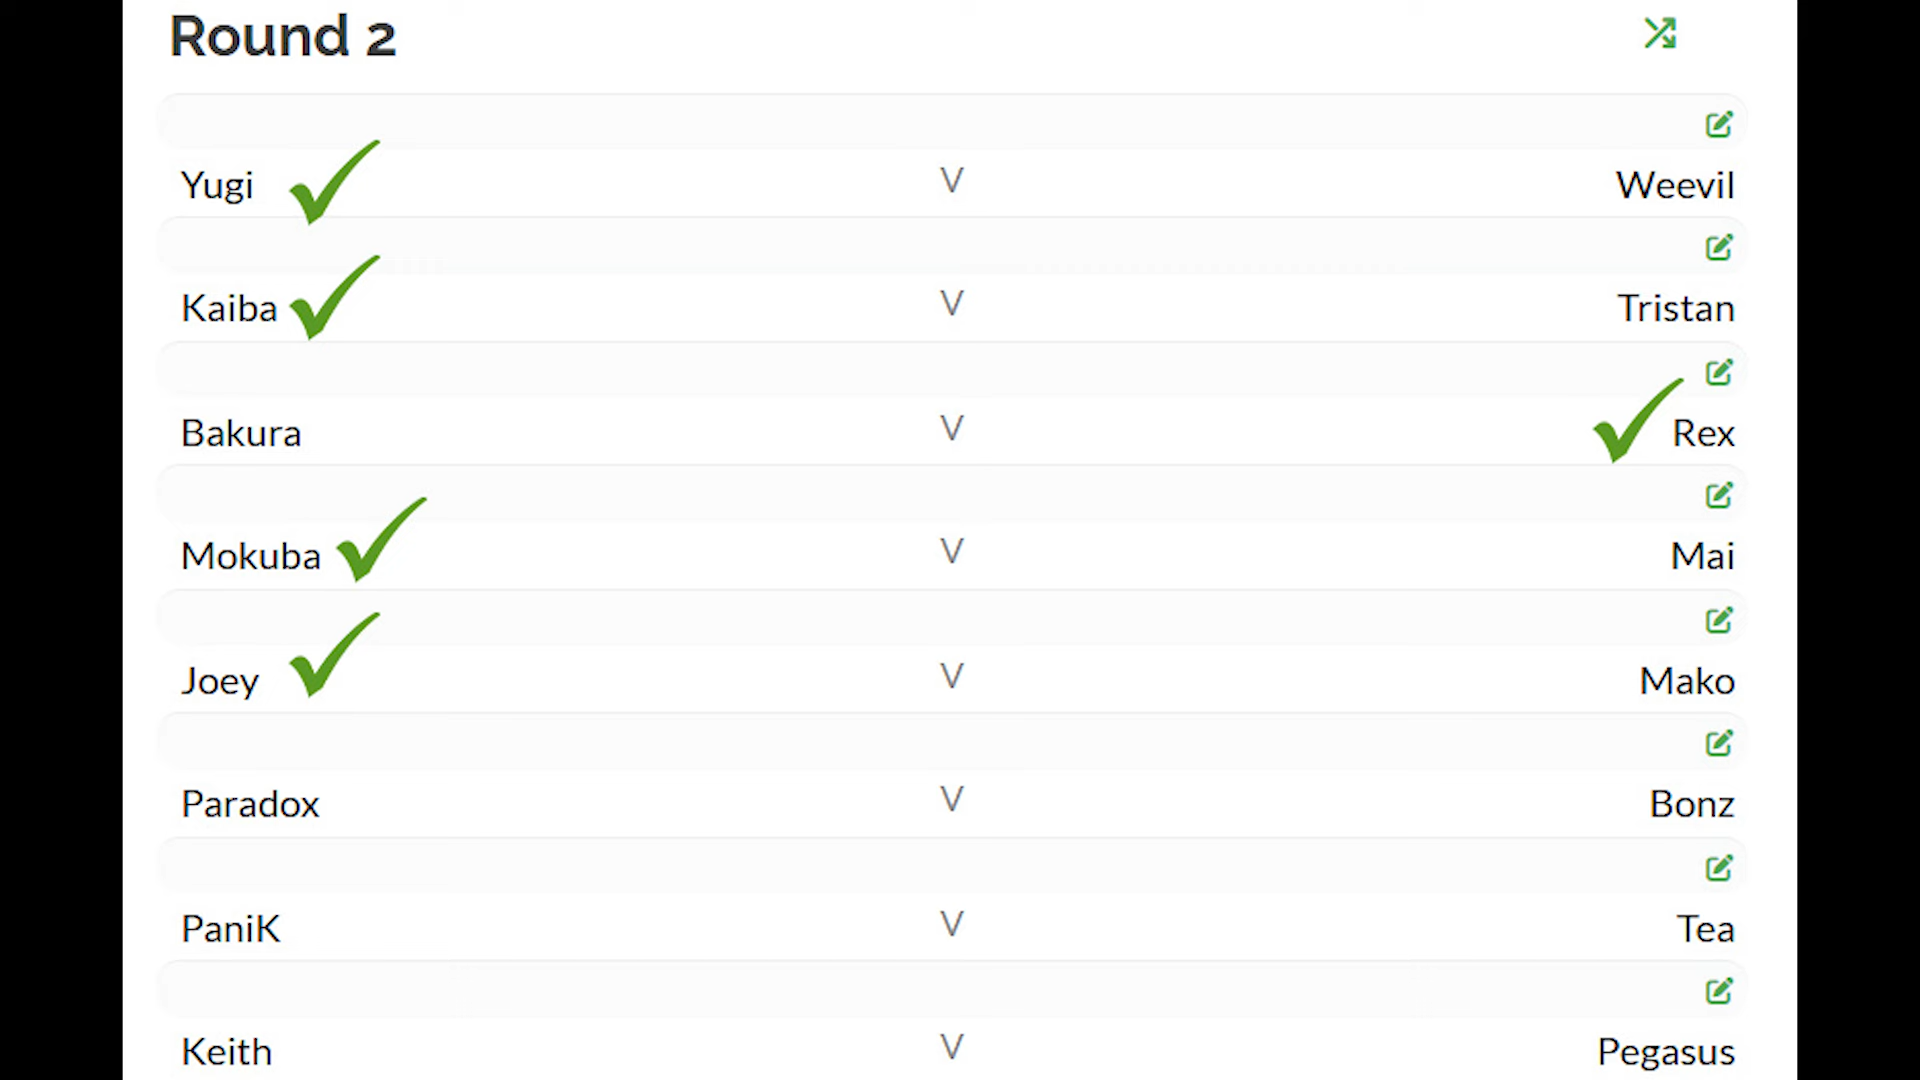 Round 2
Yugi V Weevil
Kaiba V Tristan
Bakura V Rex
Mokuba V Mai
Joey V Mako
Paradox V Bonz
PaniK V Tea
Keith V Pegasus